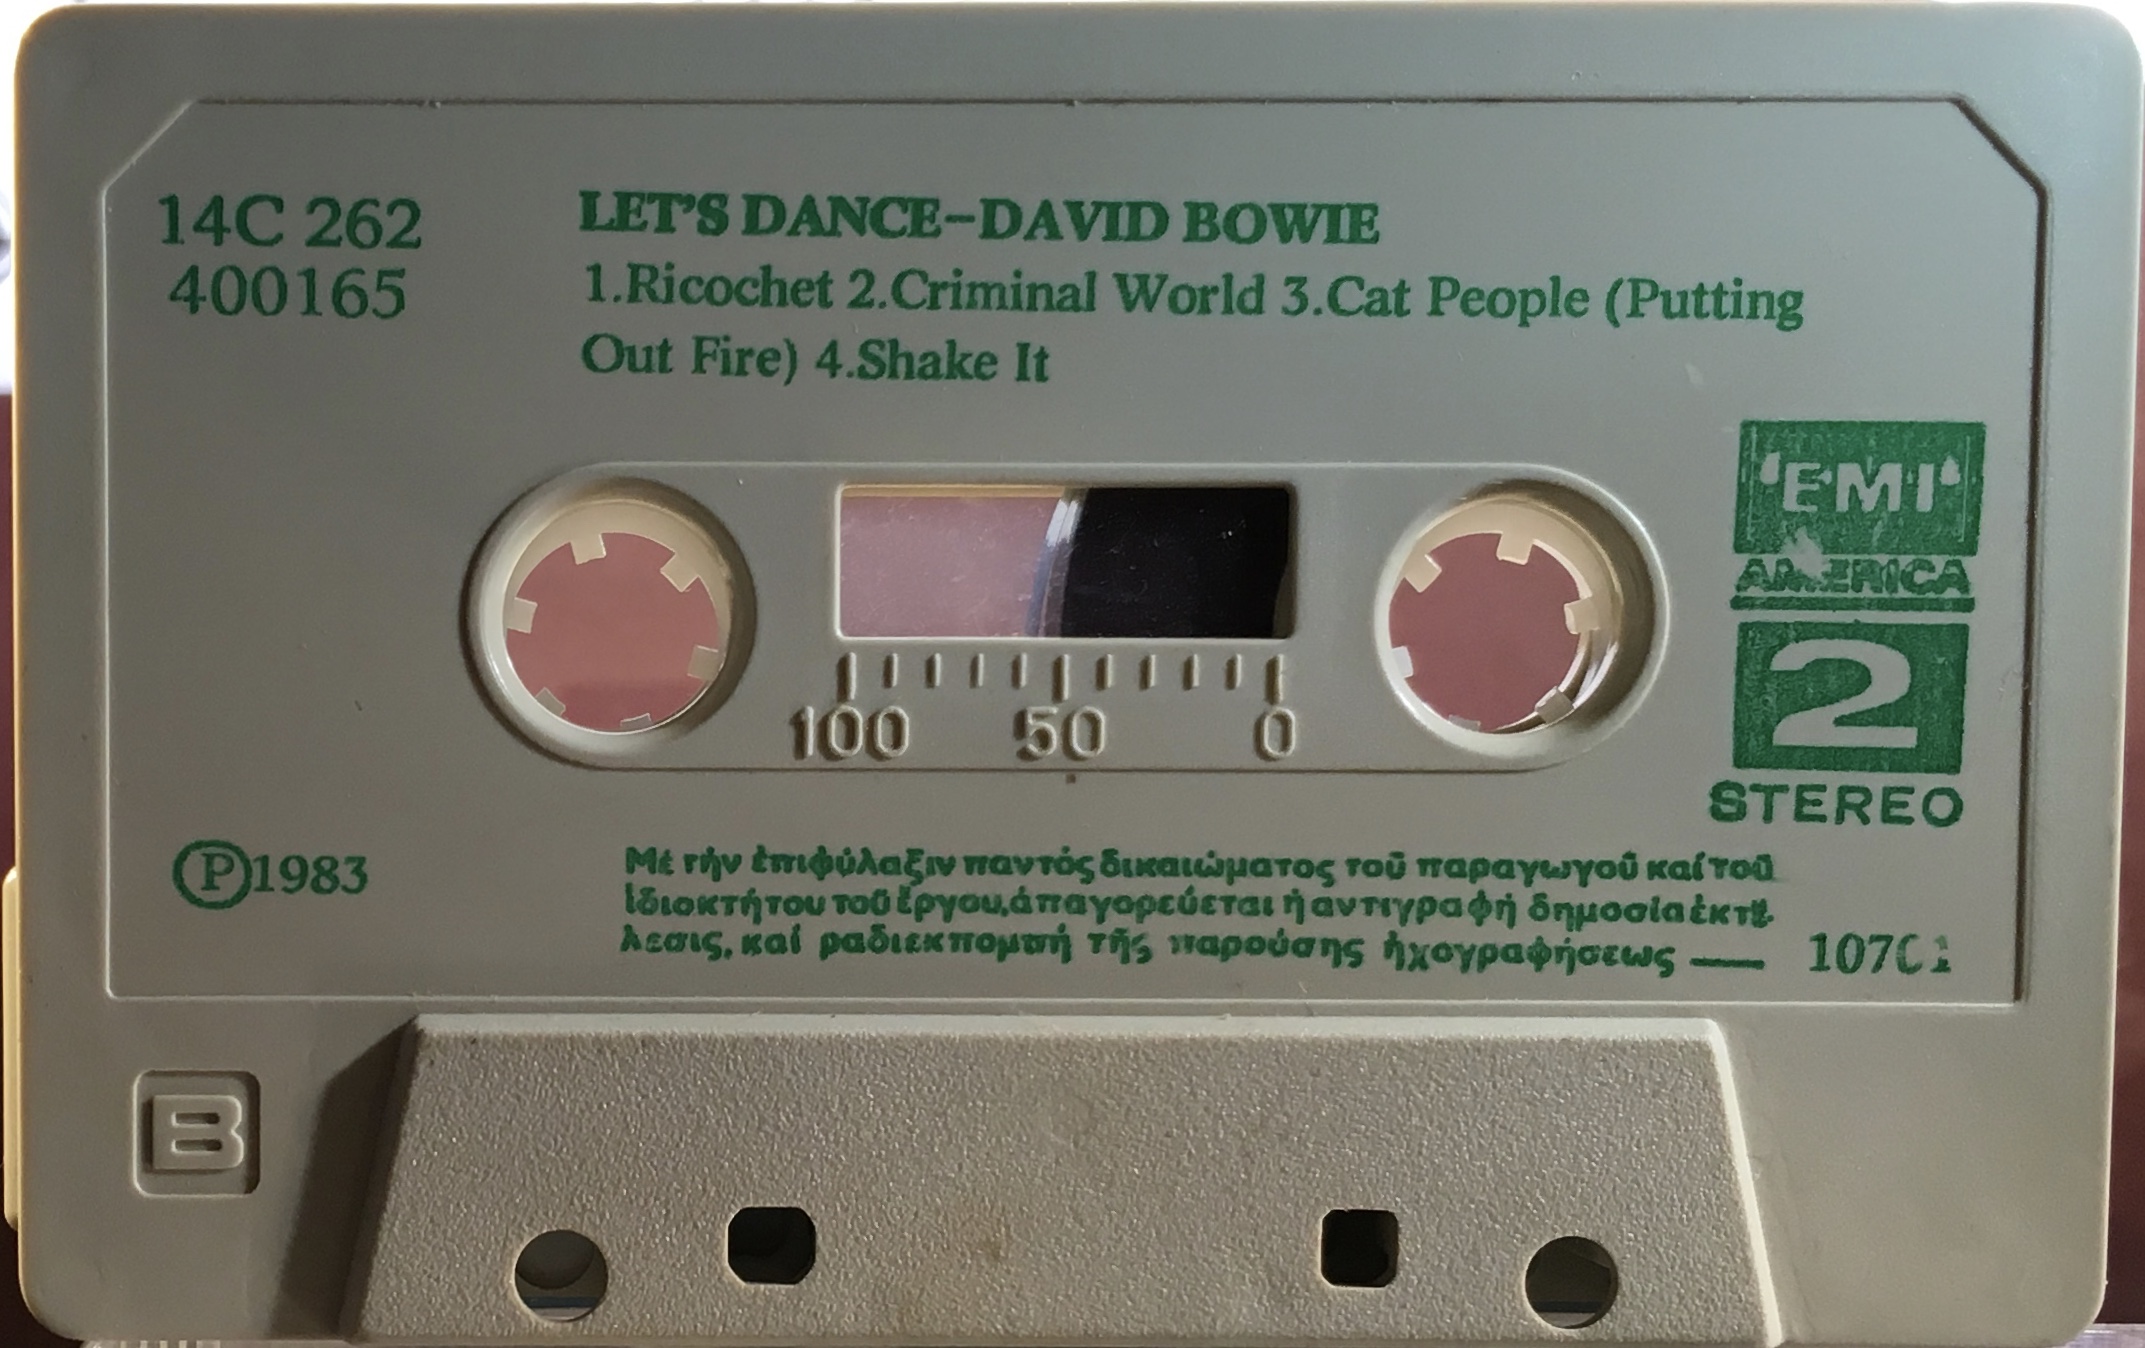 14C 262
400165
LET'S DANCE–DAVID BOWIE
1.Ricochet 2.Criminal World 3.Cat People (Putting
Out Fire) 4.Shake It
EMI
AMERICA
2
STEREO
100 50 0
Ⓟ1983
Μέ τήν ἐπιφύλαξιν παντός δικαιώματος τοῦ παραγωγοῦ καί τοῦ
ἰδιοκτήτου τοῦ ἔργου, ἀπαγορεύεται ἡ αντιγραφή δημοσία ἐκτέ-
λεσις, καί ραδιεκπομπή τῆς παρούσης ἠχογραφήσεως —
B